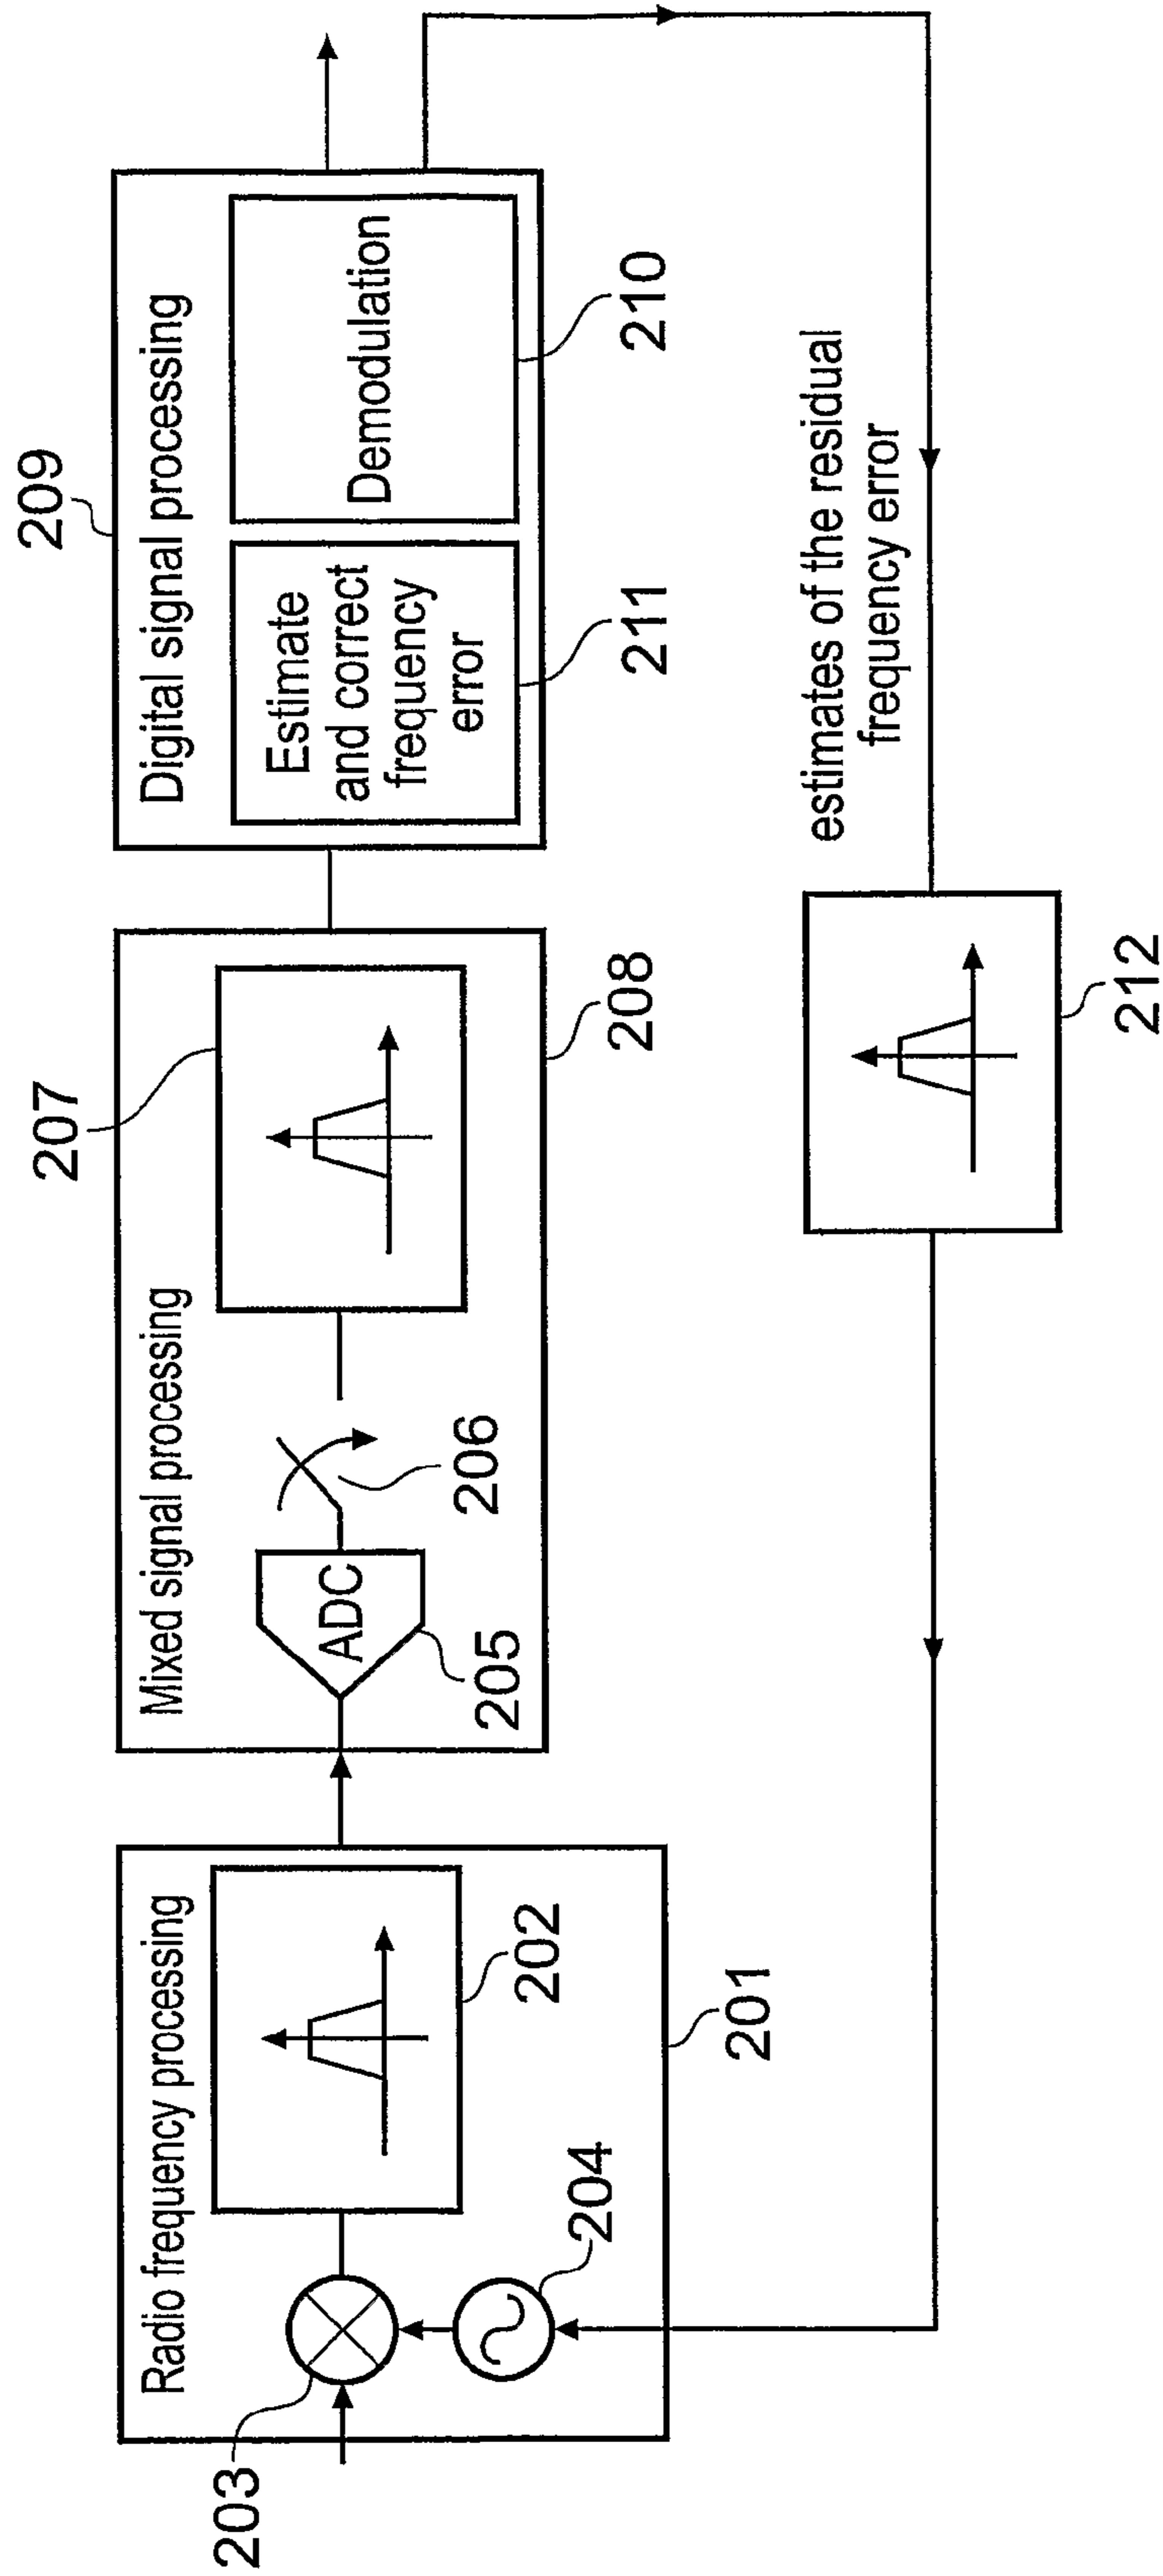 Radio frequency processing
203
204
202
201
Mixed signal processing
ADC
205
206
207
208
209
Digital signal processing
Estimate
and correct
frequency
error
211
Demodulation
210
estimates of the residual
frequency error
212